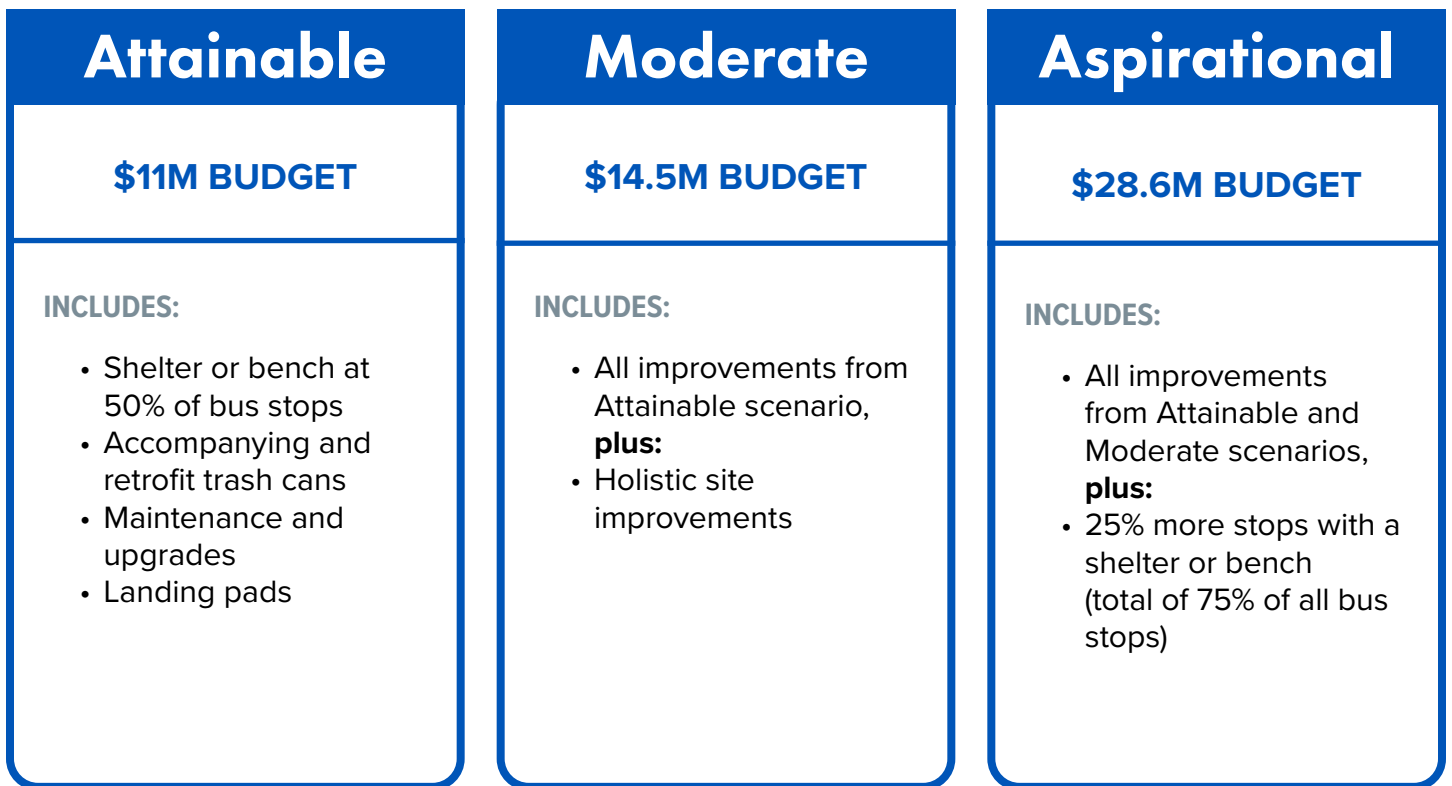 Attainable
$11M BUDGET
INCLUDES:
• Shelter or bench at
50% of bus stops
• Accompanying and
retrofit trash cans
• Maintenance and
upgrades
• Landing pads
Moderate
$14.5M BUDGET
INCLUDES:
• All improvements from
Attainable scenario,
plus:
• Holistic site
improvements
Aspirational
$28.6M BUDGET
INCLUDES:
• All improvements
from Attainable and
Moderate scenarios,
plus:
• 25% more stops with a
shelter or bench
(total of 75% of all bus
stops)